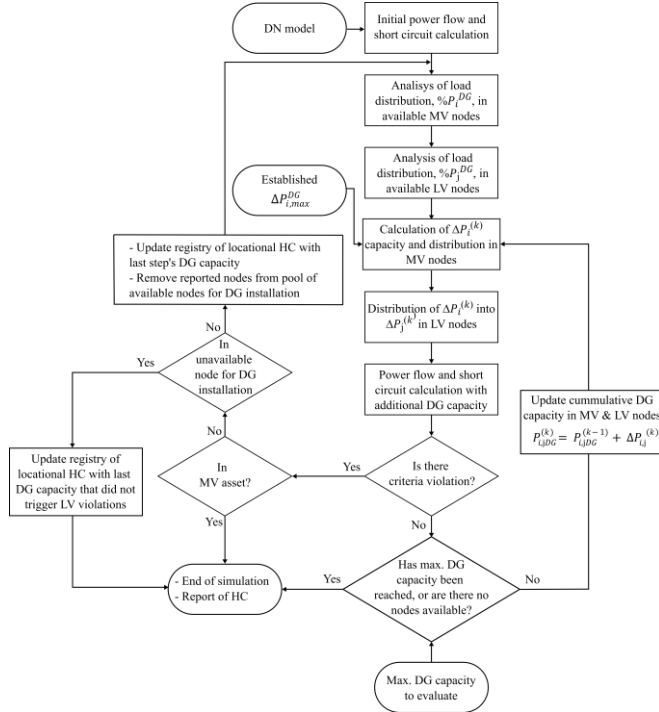 DN model
Initial power flow and
short circuit calculation
Analisys of load
distribution, %P_i^{DG}, in
available MV nodes
Analysis of load
distribution, %P_j^{DG}, in
available LV nodes
Established
ΔP_{i,max}^{DG}
Calculation of ΔP_i^{(k)}
capacity and distribution in
MV nodes
- Update registry of locational HC with
last step's DG capacity
- Remove reported nodes from pool of
available nodes for DG installation
Distribution of ΔP_i^{(k)} into
ΔP_j^{(k)} in LV nodes
No
In
unavailable
node for DG
installation
Yes
Power flow and short
circuit calculation with
additional DG capacity
Update cummulative DG
capacity in MV & LV nodes
P_{i,jDG}^{(k)} = P_{i,jDG}^{(k-1)} + ΔP_{i,j}^{(k)}
No
Update registry of
locational HC with last
DG capacity that did not
trigger LV violations
In
MV asset?
Yes
Is there
criteria violation?
Yes
No
- End of simulation
- Report of HC
Yes
Has max. DG
capacity been
reached, or are there no
nodes available?
No
Max. DG capacity
to evaluate